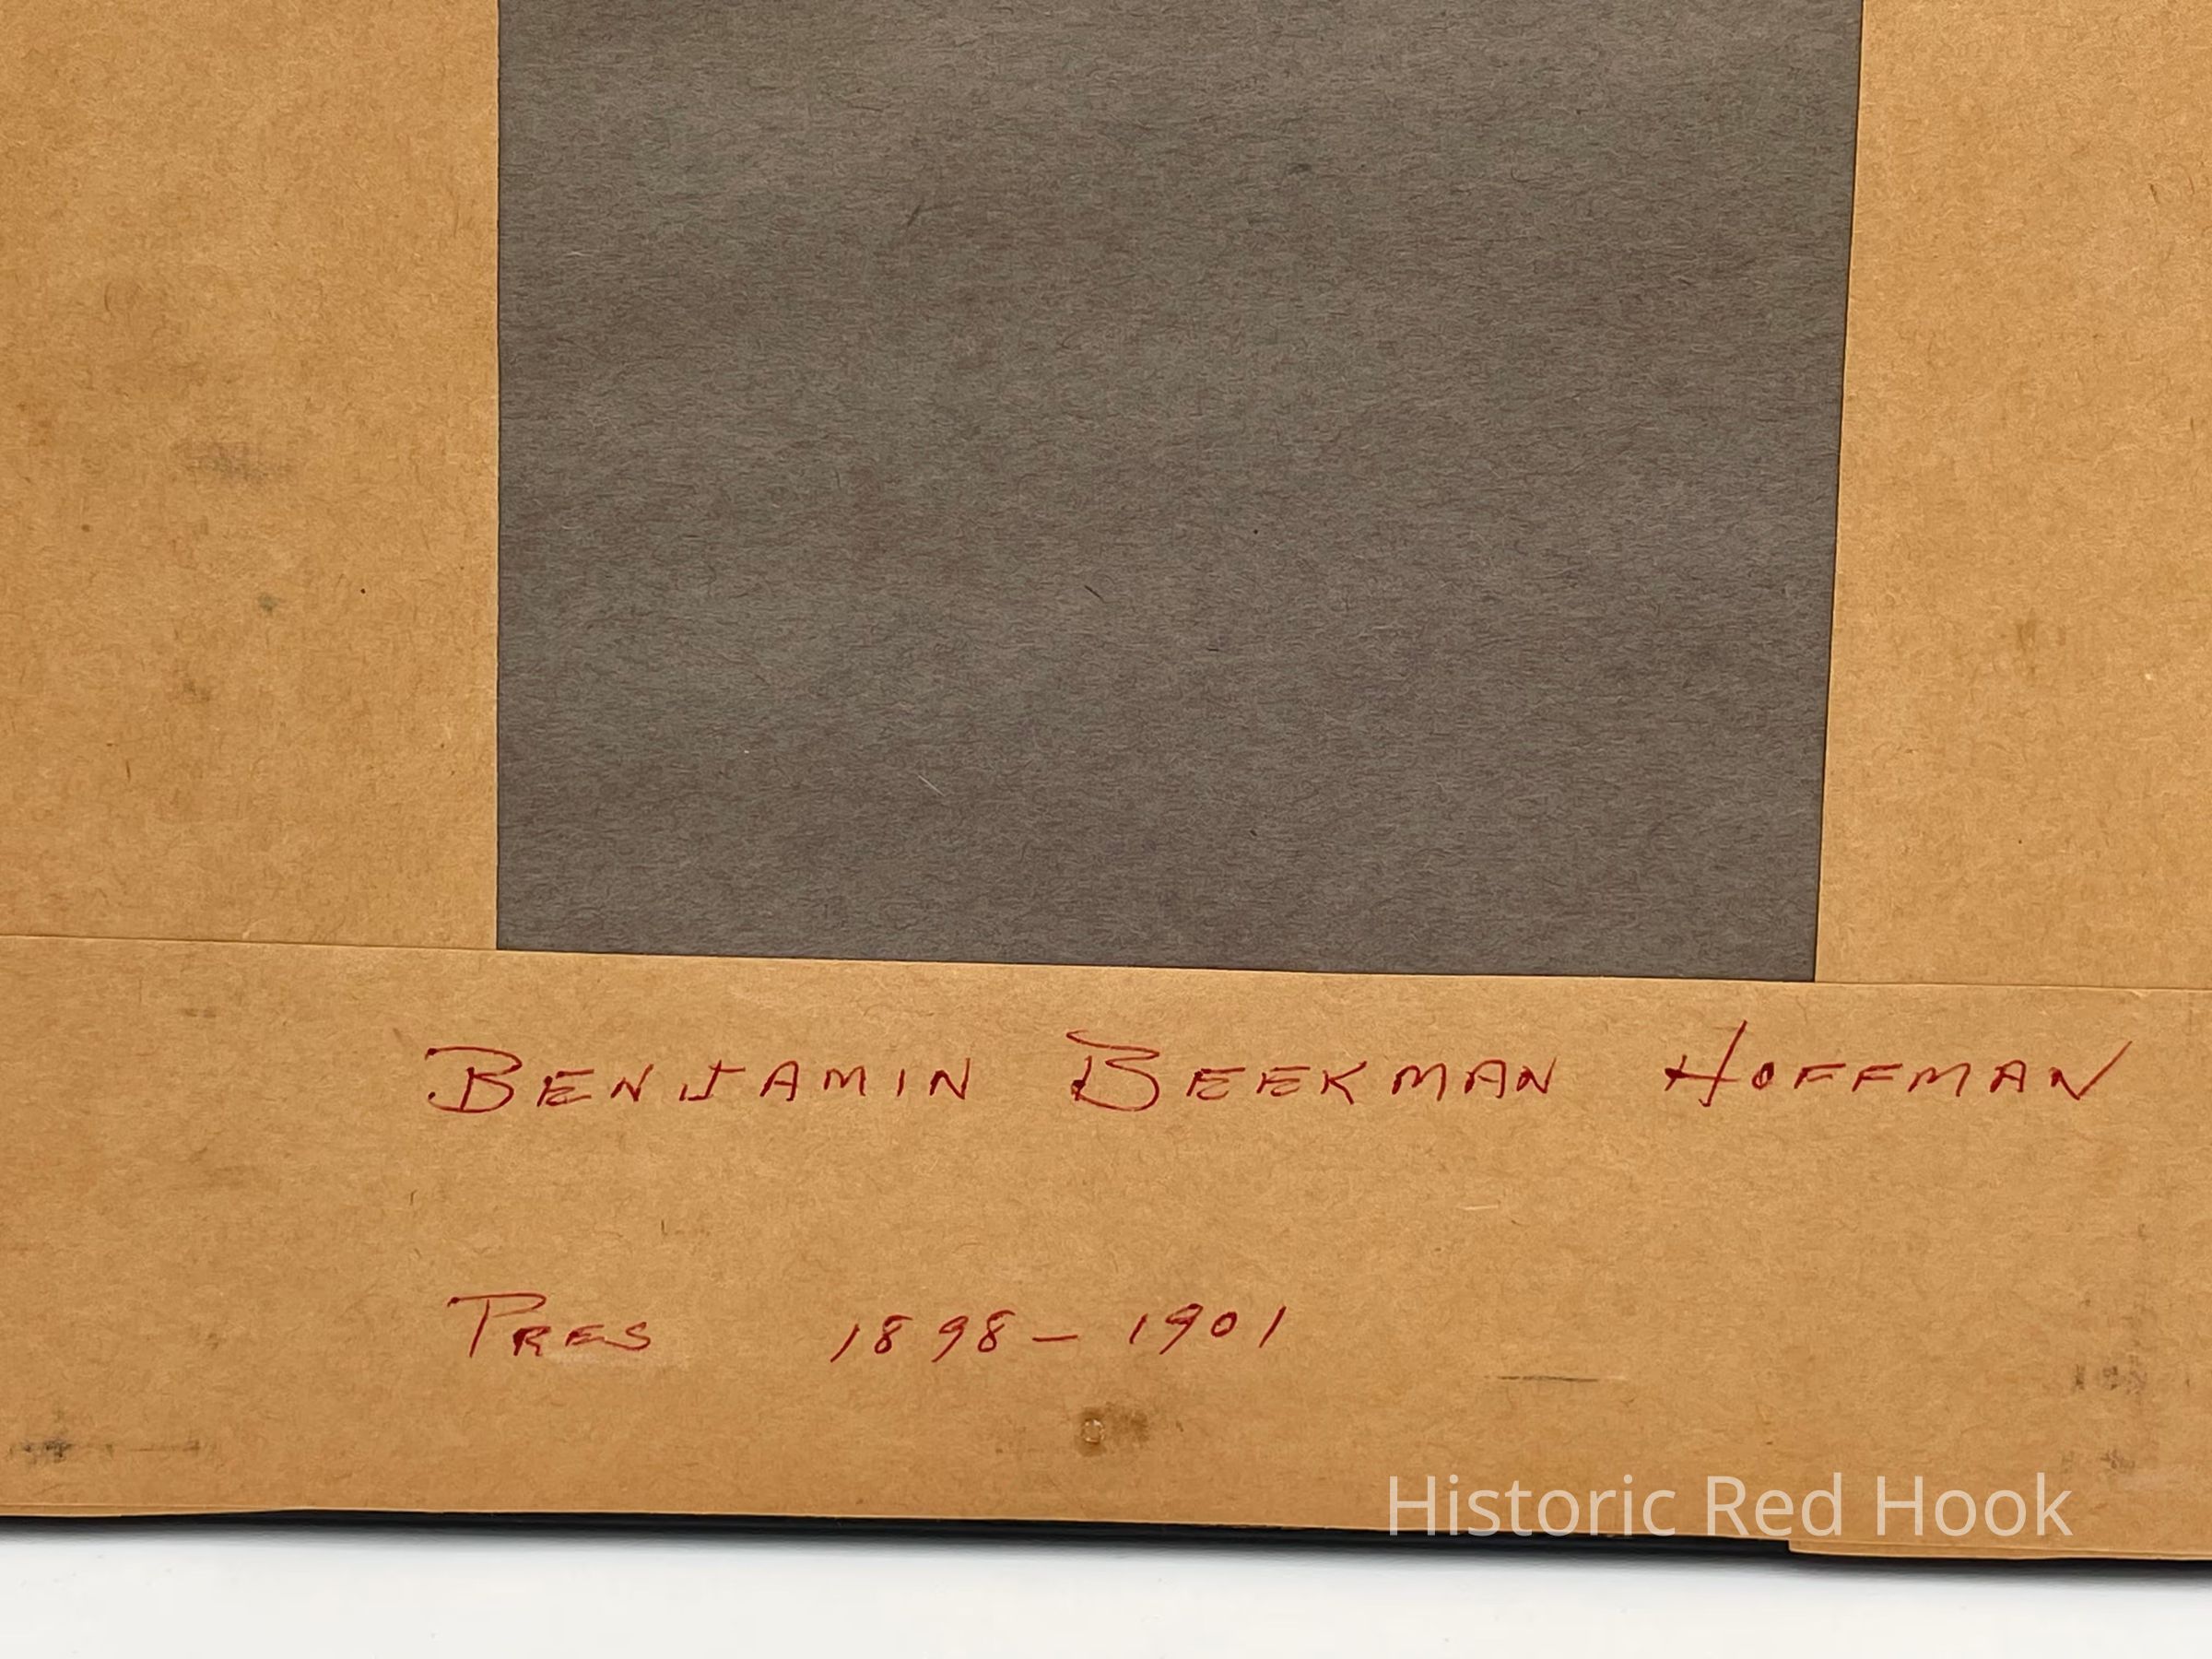 BENJAMIN BEEKMAN HOFFMAN
PRES 1898 – 1901
Historic Red Hook